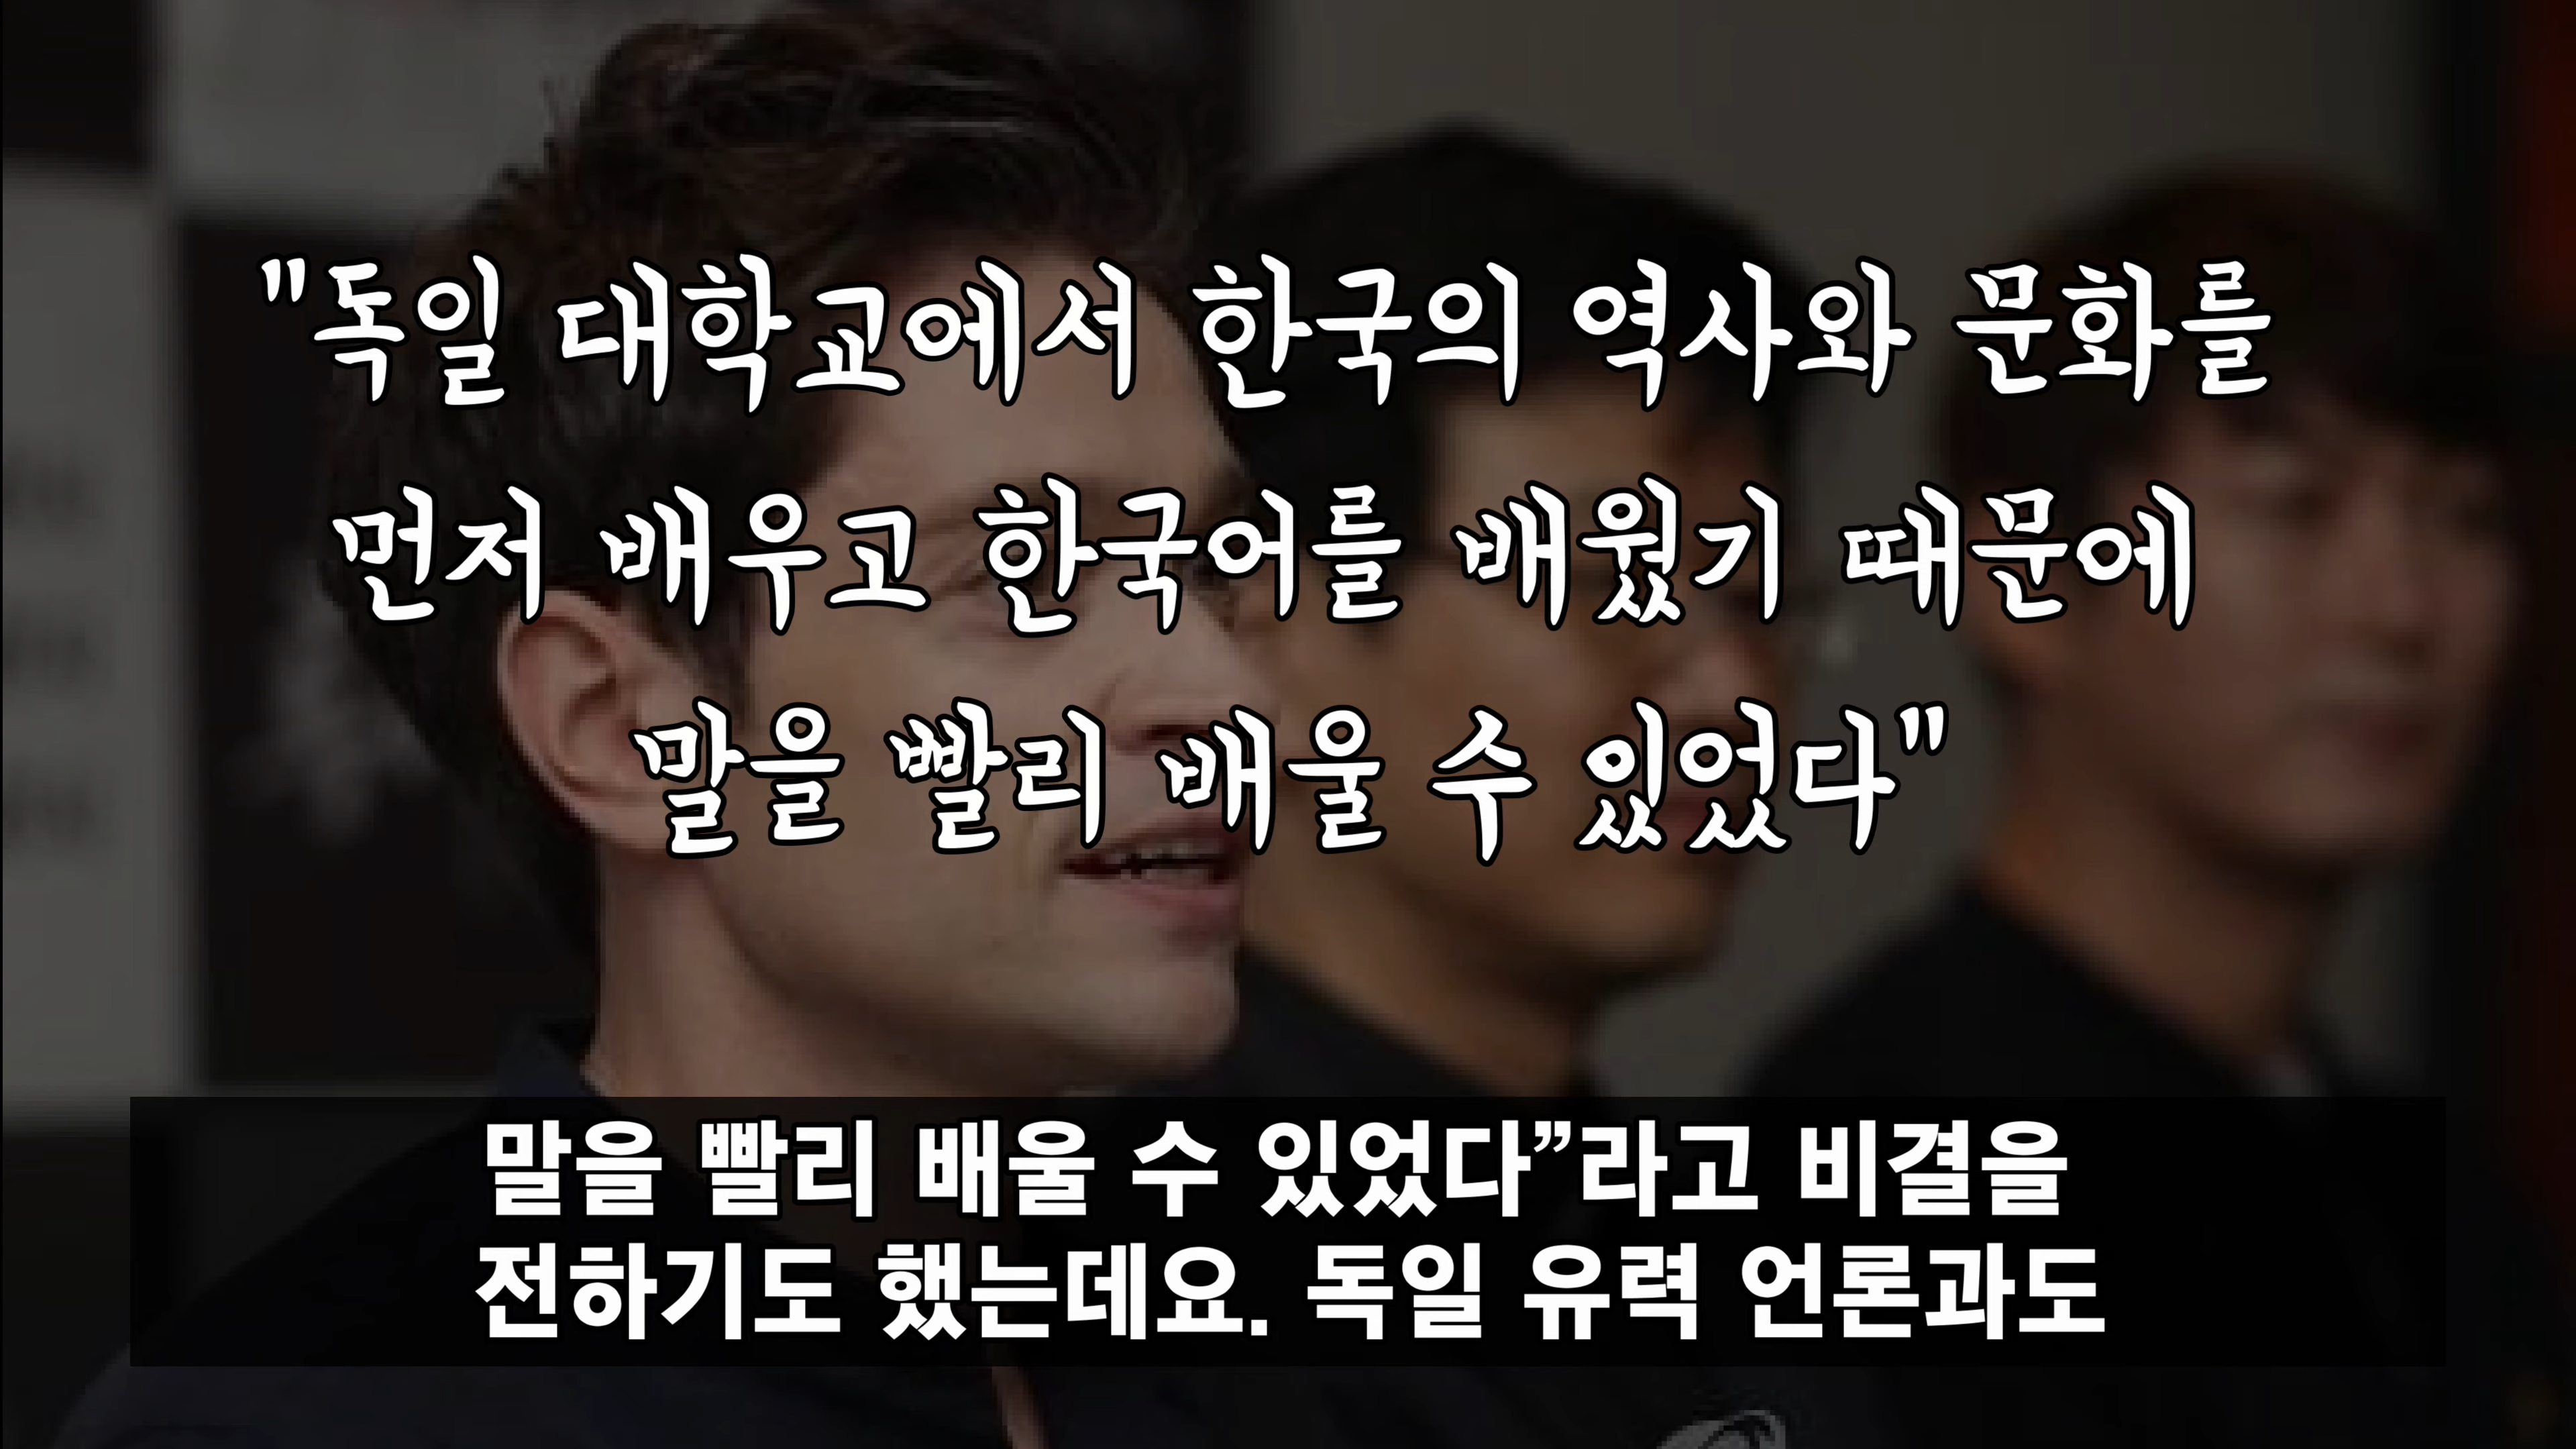 "독일 대학교에서 한국의 역사와 문화를
먼저 배우고 한국어를 배웠기 때문에
말을 빨리 배울 수 있었다"
말을 빨리 배울 수 있었다”라고 비결을
전하기도 했는데요. 독일 유력 언론과도